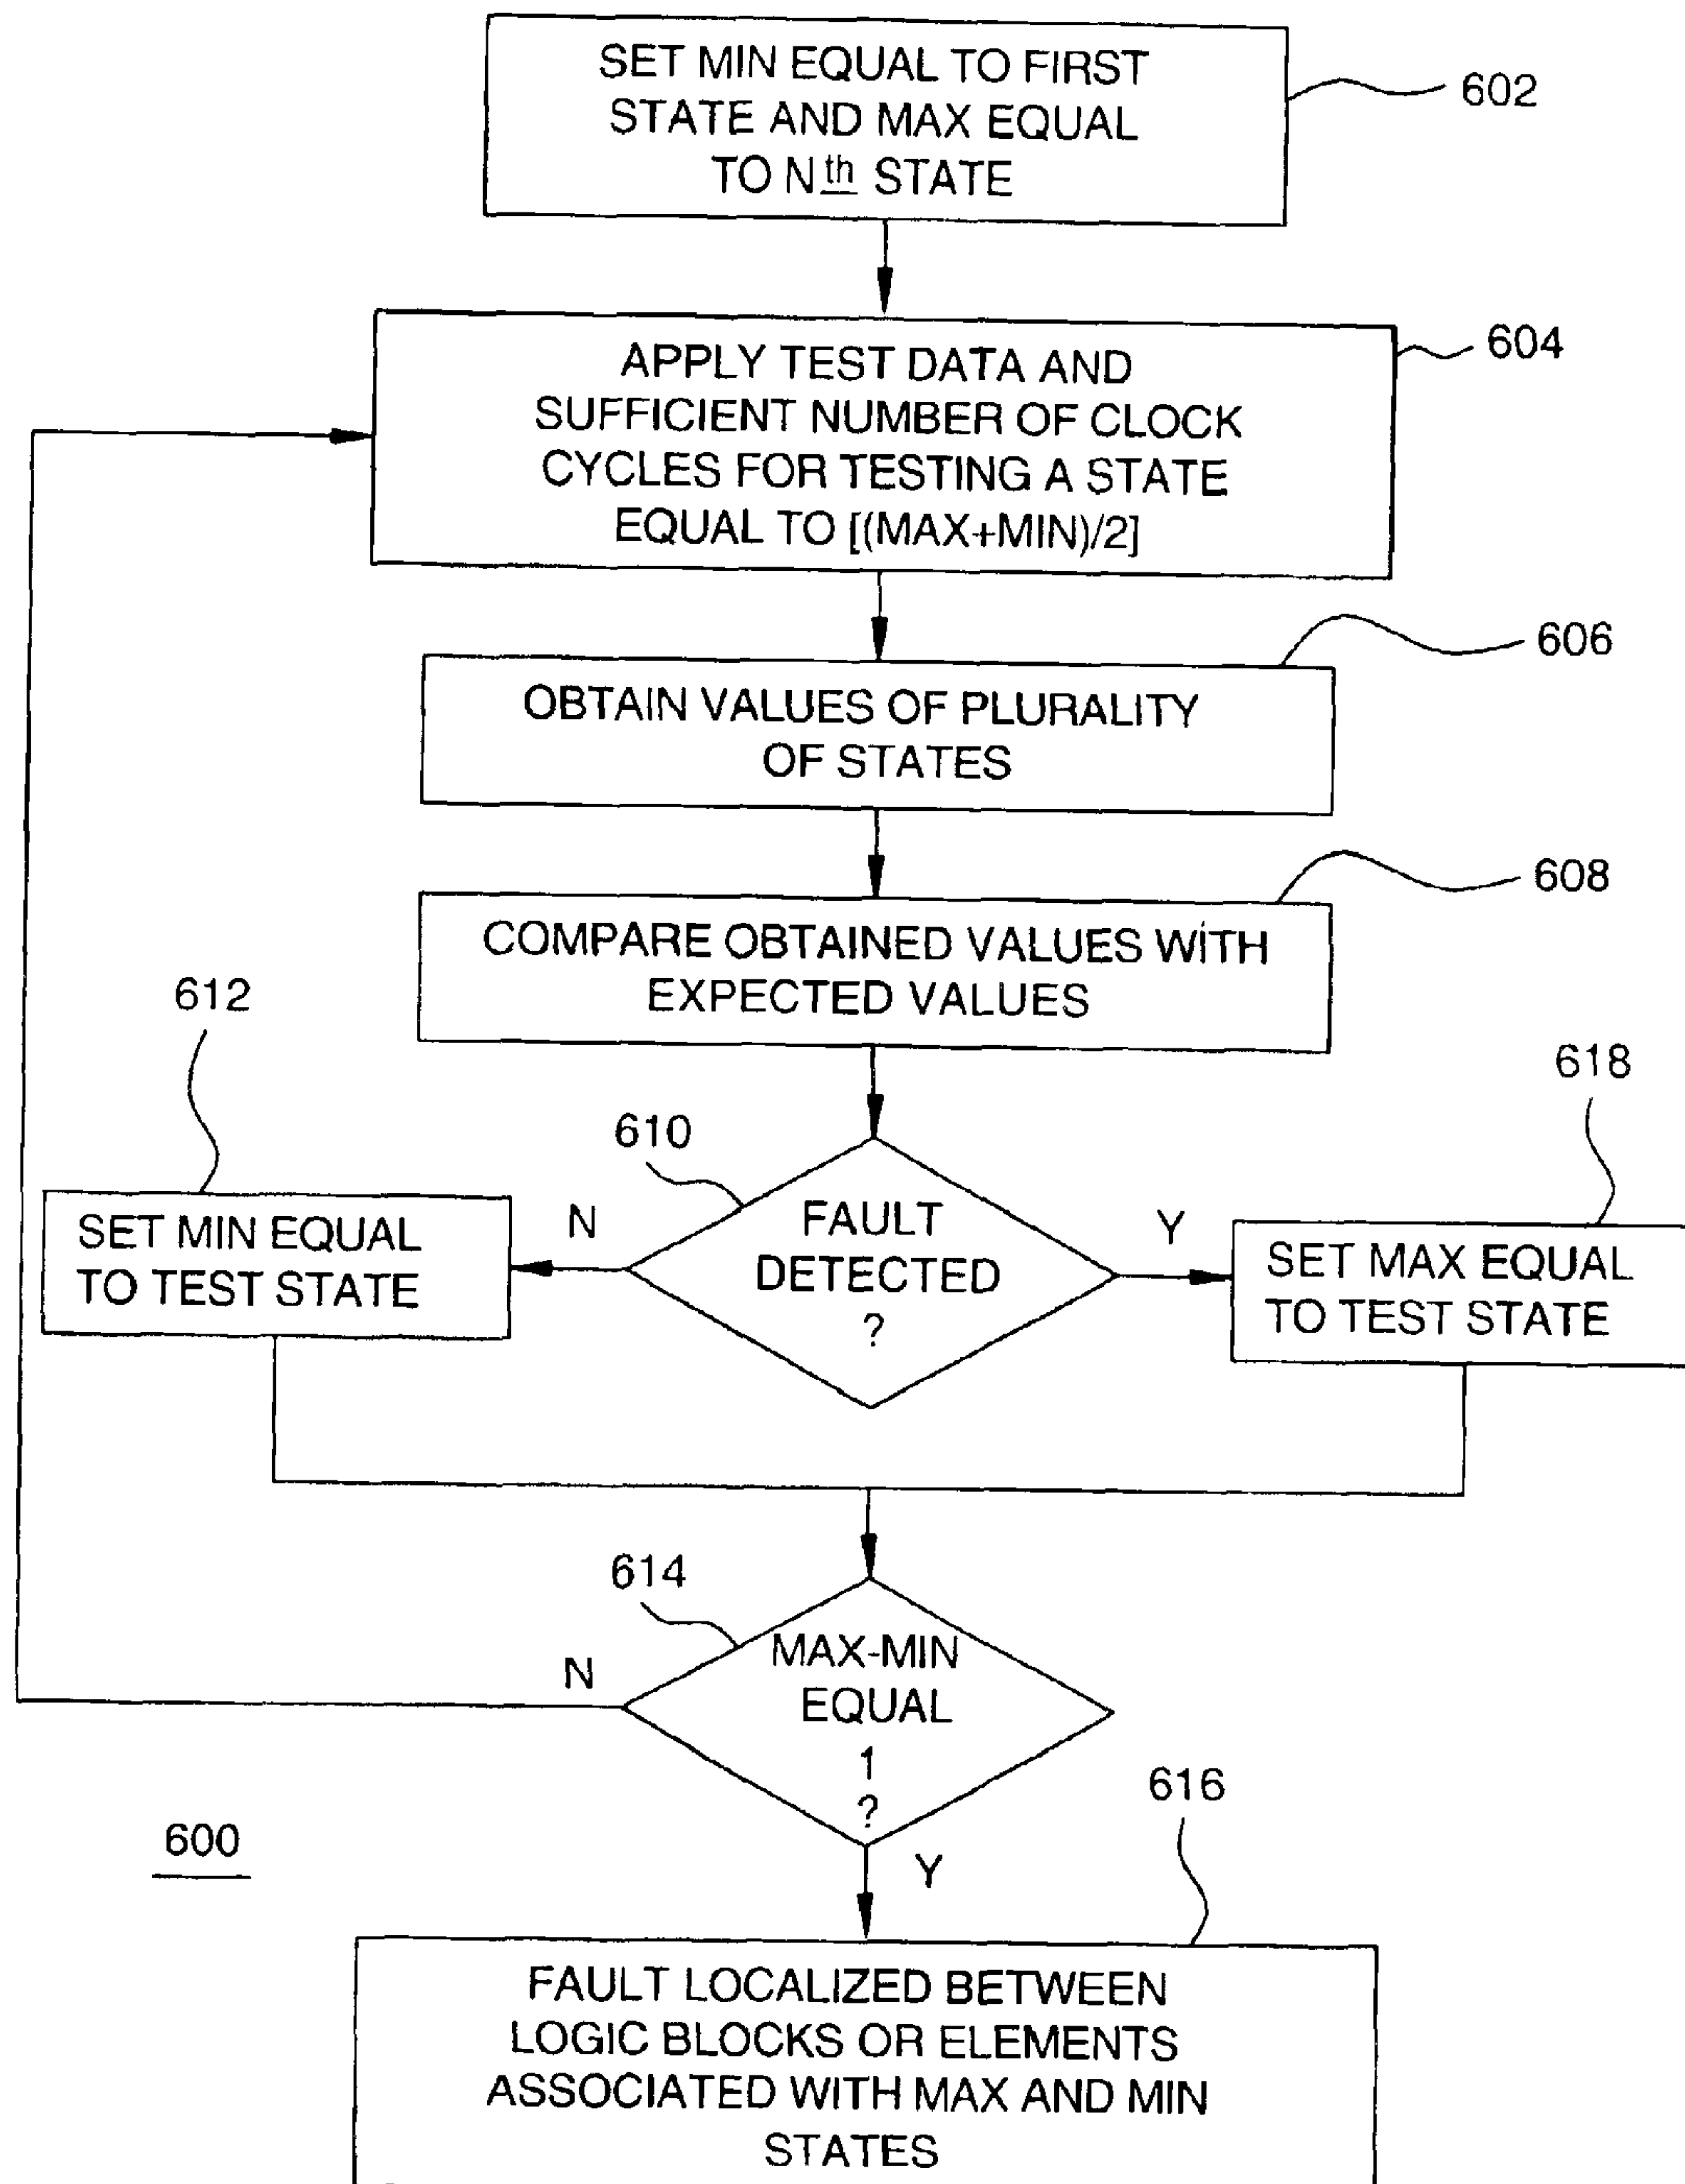 SET MIN EQUAL TO FIRST
STATE AND MAX EQUAL
TO Nth STATE
602
APPLY TEST DATA AND
SUFFICIENT NUMBER OF CLOCK
CYCLES FOR TESTING A STATE
EQUAL TO [(MAX+MIN)/2]
604
OBTAIN VALUES OF PLURALITY
OF STATES
606
COMPARE OBTAINED VALUES WITH
EXPECTED VALUES
608
612
SET MIN EQUAL
TO TEST STATE
N
610
FAULT
DETECTED
?
Y
618
SET MAX EQUAL
TO TEST STATE
614
N
MAX-MIN
EQUAL
1
?
Y
600
616
FAULT LOCALIZED BETWEEN
LOGIC BLOCKS OR ELEMENTS
ASSOCIATED WITH MAX AND MIN
STATES